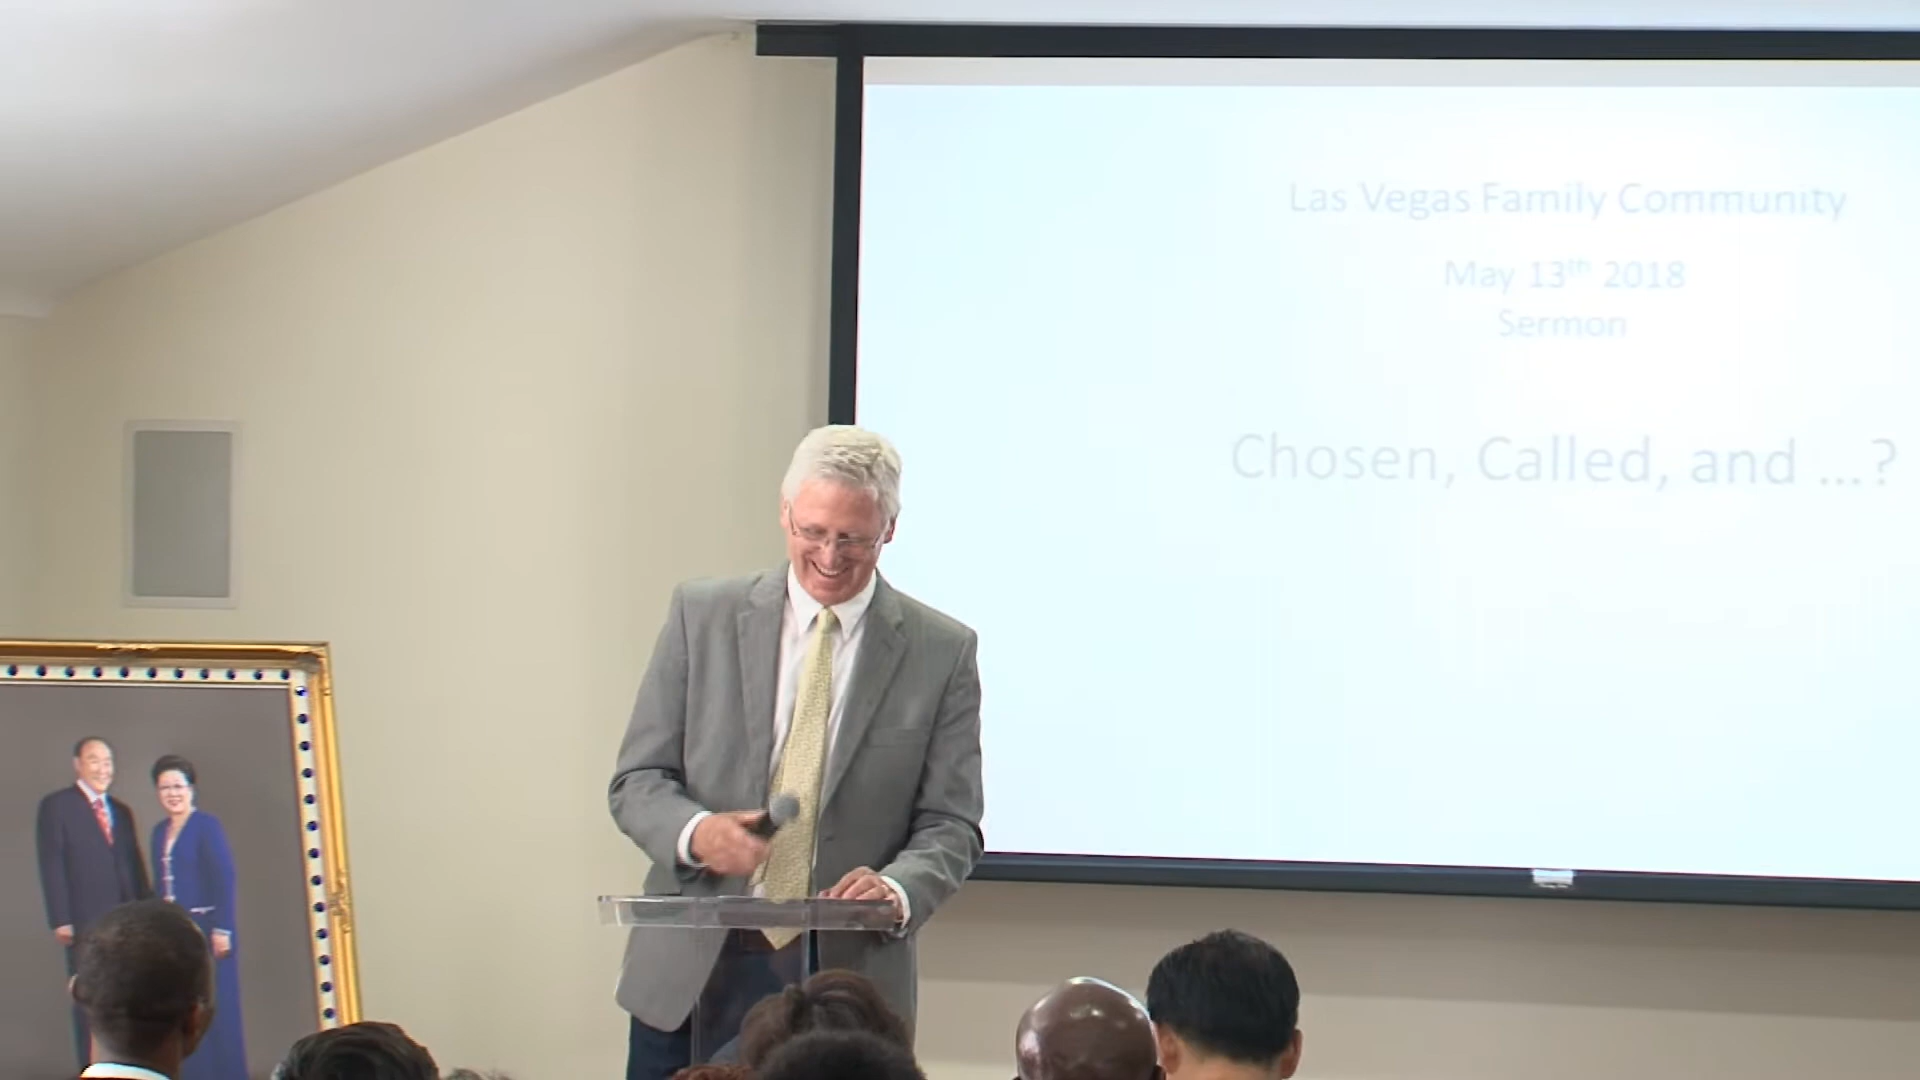 Las Vegas Family Community
May 13th 2018
Sermon
Chosen, Called, and ...?